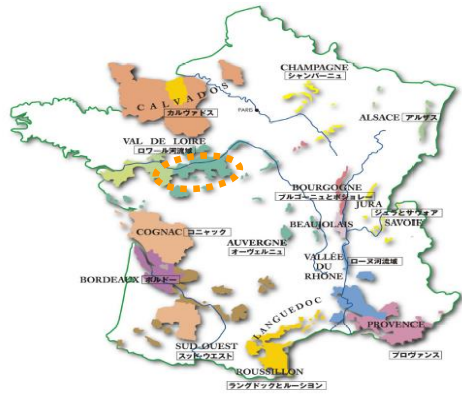 CHAMPAGNE
シャンパーニュ
CALVADOS
カルヴァドス
PARIS
ALSACE アルザス
VAL DE LOIRE
ロワール河流域
BOURGOGNE
ブルゴーニュとボジョレー
JURA
ジュラとサヴォア
SAVOIE
BEAUJOLAIS
COGNAC コニャック
AUVERGNE
オーヴェルニュ
VALLÉE
DU
RHÔNE
ローヌ河流域
BORDEAUX ボルドー
LANGUEDOC
PROVENCE
プロヴァンス
SUD OUEST
スッド・ウエスト
ROUSSILLON
ラングドックとルーション